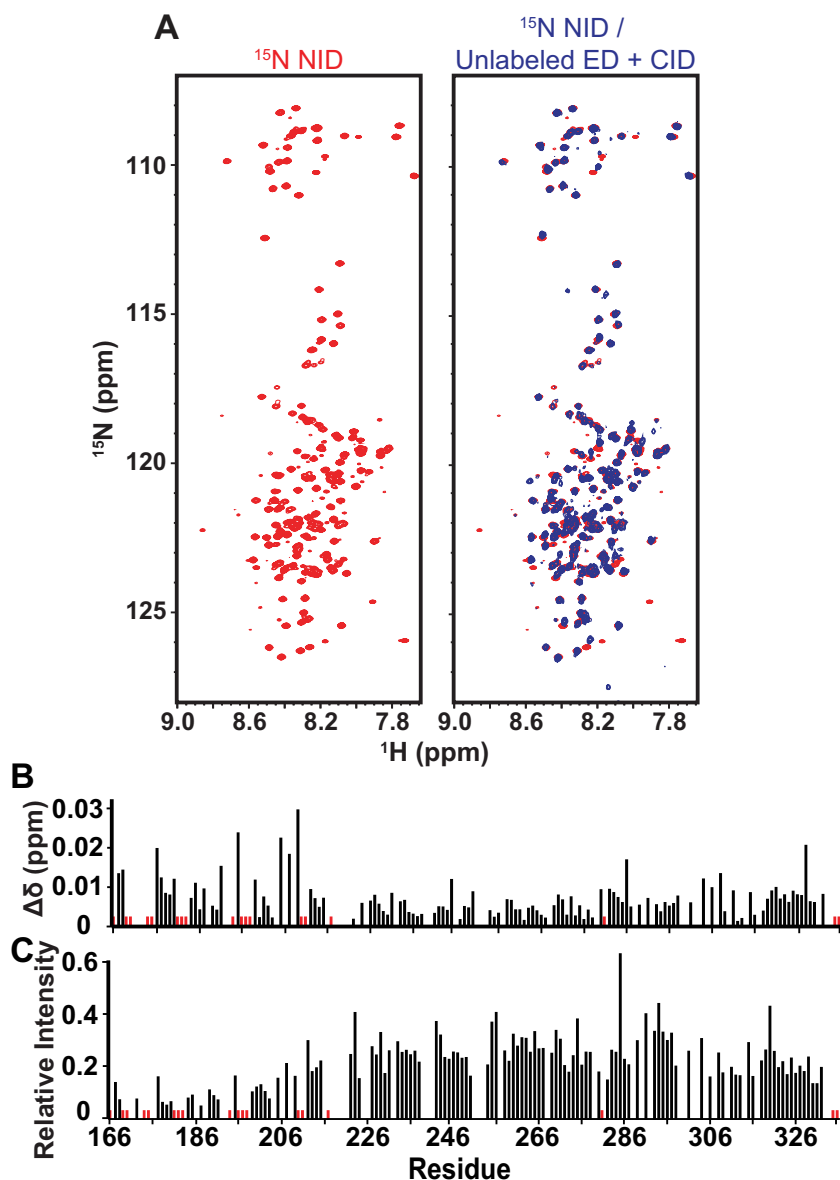 A
¹⁵N NID
¹⁵N NID /
Unlabeled ED + CID
110
115
120
125
¹⁵N (ppm)
9.0 8.6 8.2 7.8
9.0 8.6 8.2 7.8
¹H (ppm)
B
0.03
0.02
0.01
0
Δδ (ppm)
C
0.6
0.4
0.2
0
Relative Intensity
166 186 206 226 246 266 286 306 326
Residue